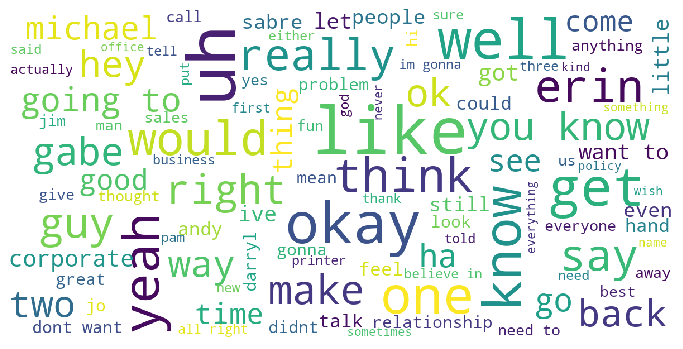 michael
call
sabre
let
people
sure
said
office
tell
either
hi
im gonna
come
anything
hey
uh
really
well
little
actually
put
yes
problem
ok
got
three
kind
going to
jim
sales
first
thing
fun
god
never
could
erin
something
man
would
like
you know
us
policy
gabe
good
business
right
mean
think
see
want to
give
thought
thank
get
wish
even
guy
yeah
andy
ive
okay
still
look
know
everything
everyone
hand
pam
way
darryl
gonna
told
ha
say
name
corporate
printer
feel
believe in
need
away
great
new
make
one
go
best
back
two
jo
time
didnt
talk
relationship
dont want
all right
sometimes
need to